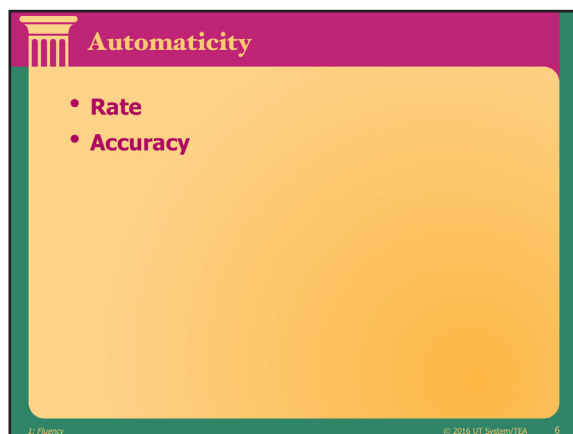 Automaticity
• Rate
• Accuracy
1: Fluency
© 2016 UT System/TEA 6